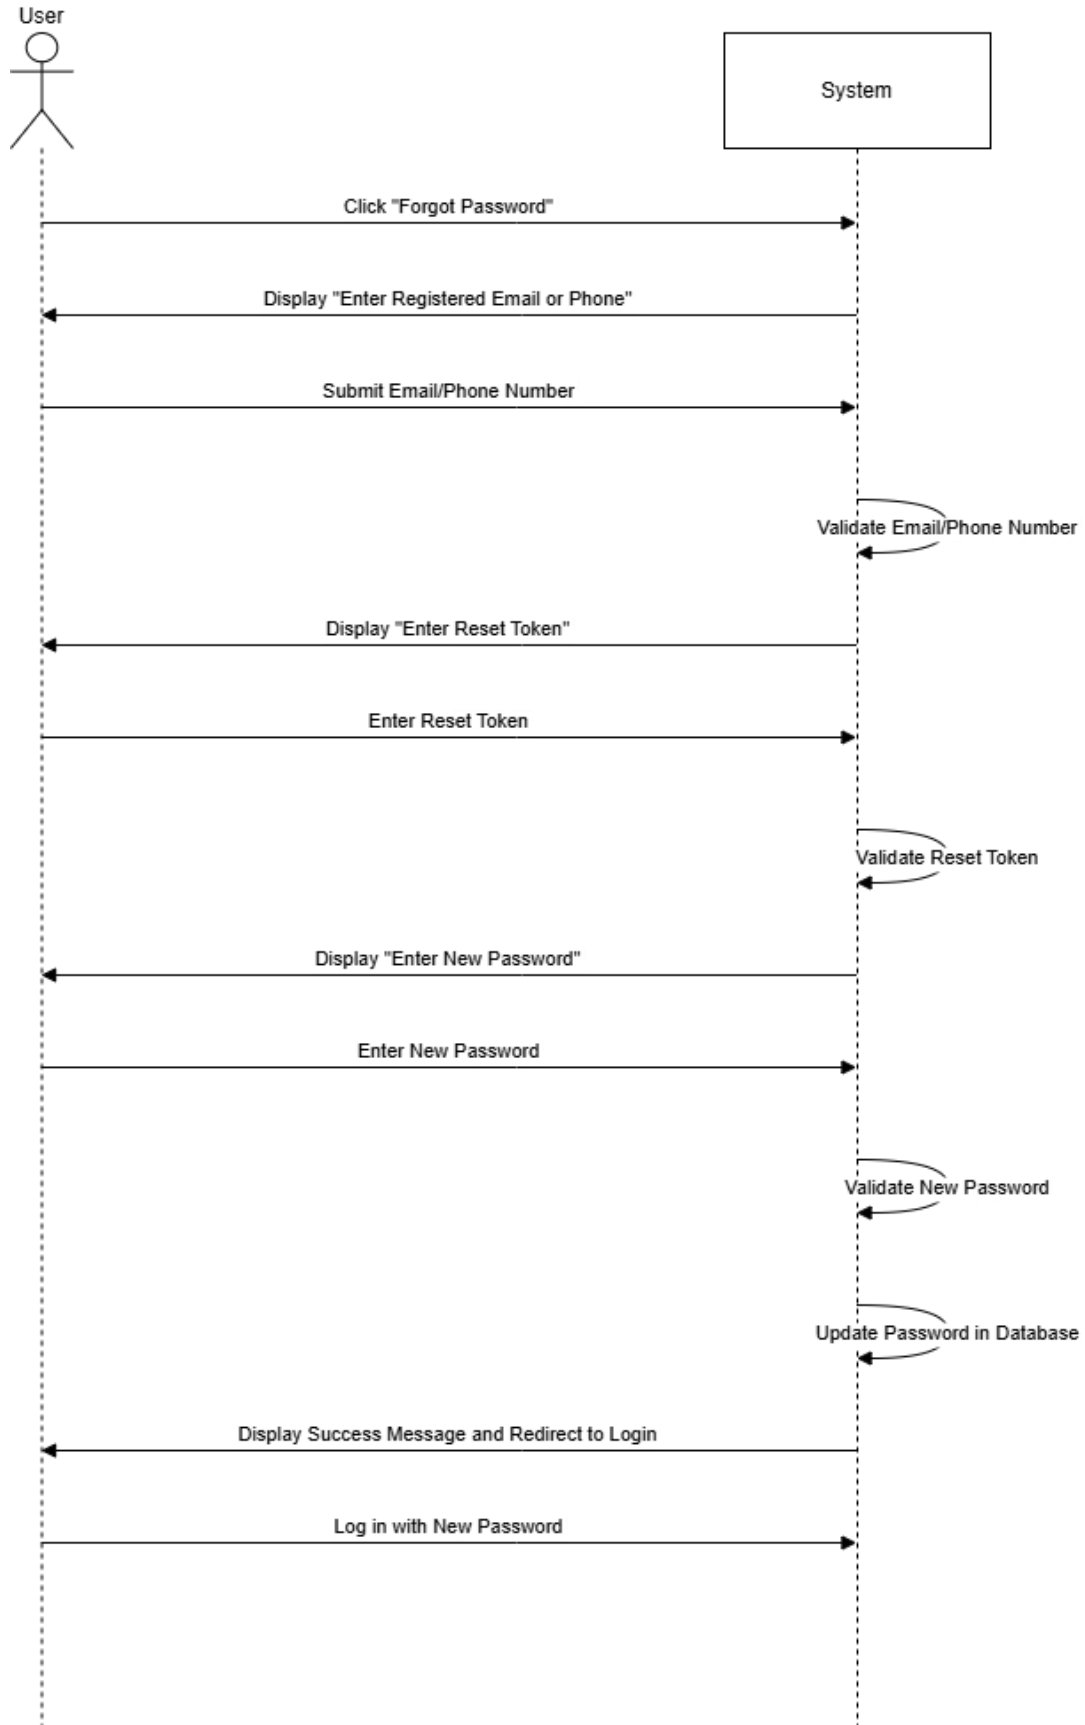 User
System
Click "Forgot Password"
Display "Enter Registered Email or Phone"
Submit Email/Phone Number
Validate Email/Phone Number
Display "Enter Reset Token"
Enter Reset Token
Validate Reset Token
Display "Enter New Password"
Enter New Password
Validate New Password
Update Password in Database
Display Success Message and Redirect to Login
Log in with New Password